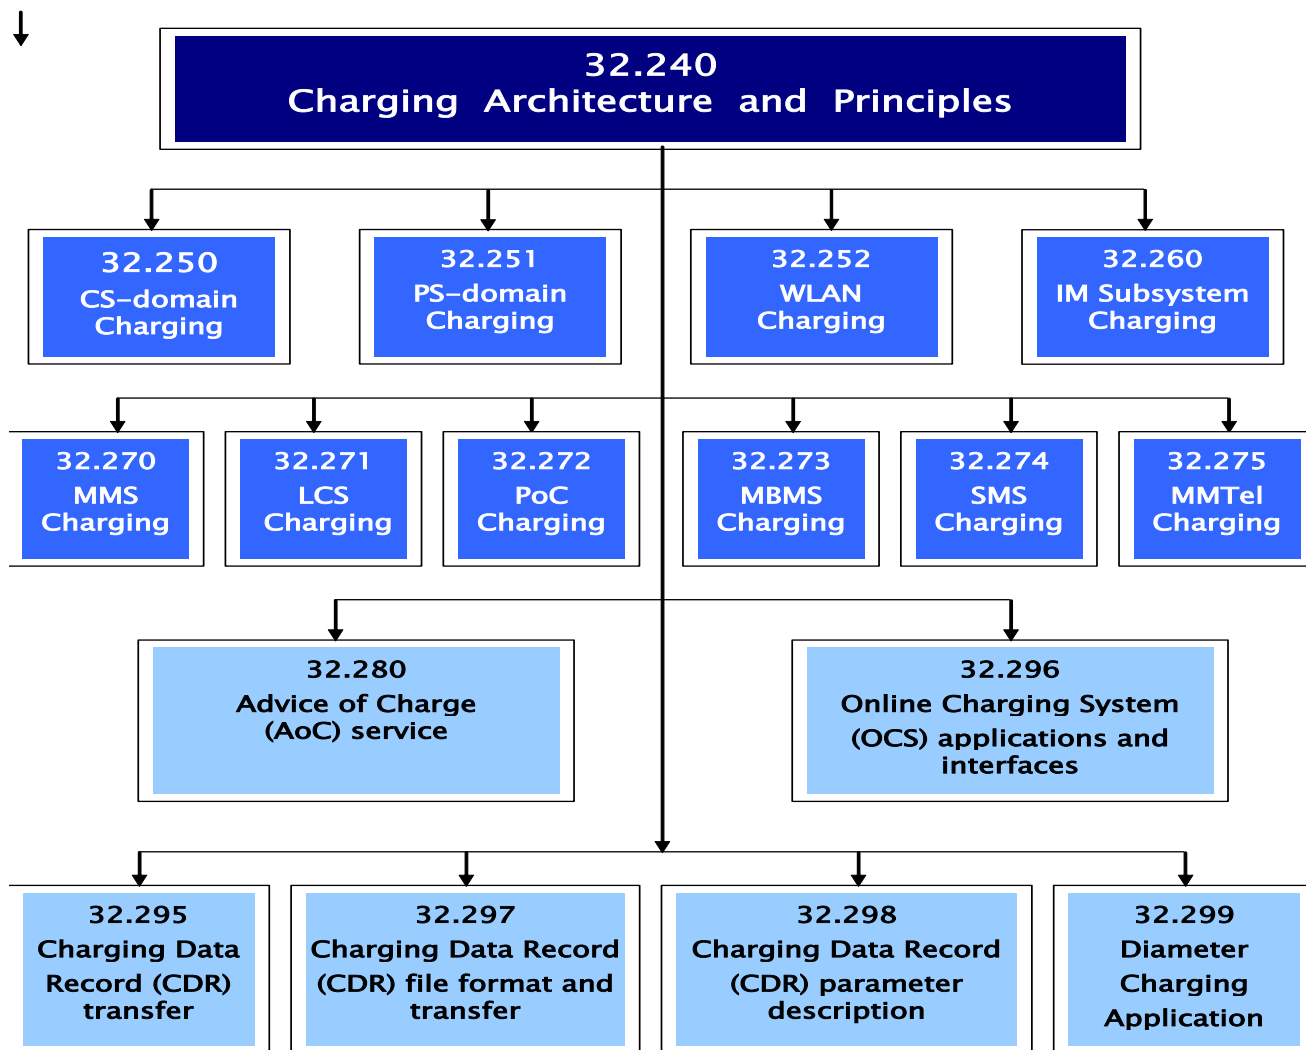 32.240
Charging Architecture and Principles
32.250
CS-domain
Charging
32.251
PS-domain
Charging
32.252
WLAN
Charging
32.260
IM Subsystem
Charging
32.270
MMS
Charging
32.271
LCS
Charging
32.272
PoC
Charging
32.273
MBMS
Charging
32.274
SMS
Charging
32.275
MMTel
Charging
32.280
Advice of Charge
(AoC) service
32.296
Online Charging System
(OCS) applications and
interfaces
32.295
Charging Data
Record (CDR)
transfer
32.297
Charging Data Record
(CDR) file format and
transfer
32.298
Charging Data Record
(CDR) parameter
description
32.299
Diameter
Charging
Application